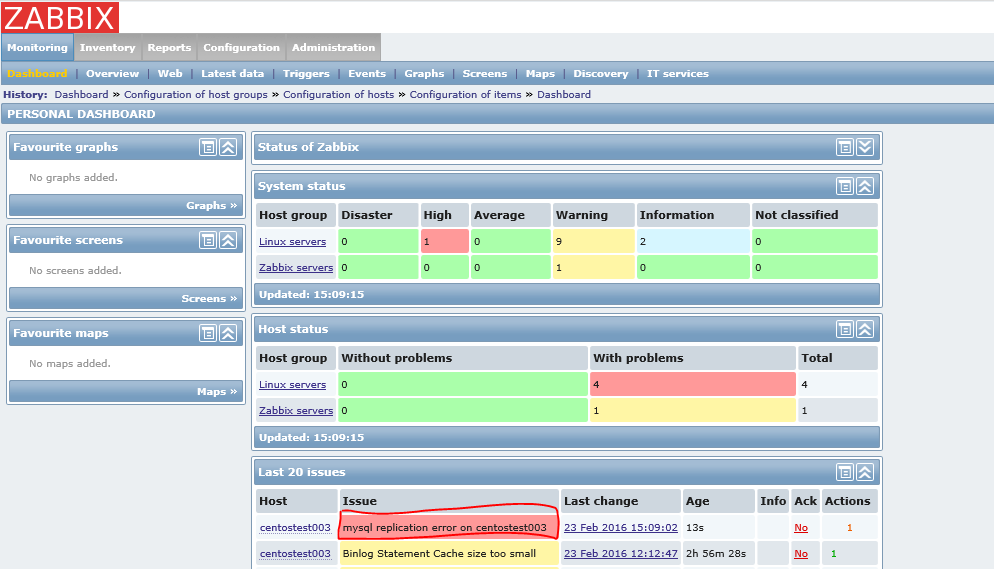 ZABBIX
Monitoring Inventory Reports Configuration Administration
Dashboard | Overview | Web | Latest data | Triggers | Events | Graphs | Screens | Maps | Discovery | IT services
History: Dashboard » Configuration of host groups » Configuration of hosts » Configuration of items » Dashboard
PERSONAL DASHBOARD
Favourite graphs
No graphs added.
Graphs »
Favourite screens
No screens added.
Screens »
Favourite maps
No maps added.
Maps »
Status of Zabbix
System status
Host group Disaster High Average Warning Information Not classified
Linux servers 0 1 0 9 2 0
Zabbix servers 0 0 0 1 0 0
Updated: 15:09:15
Host status
Host group Without problems With problems Total
Linux servers 0 4 4
Zabbix servers 0 1 1
Updated: 15:09:15
Last 20 issues
Host Issue Last change Age Info Ack Actions
centostest003 mysql replication error on centostest003 23 Feb 2016 15:09:02 13s No 1
centostest003 Binlog Statement Cache size too small 23 Feb 2016 12:12:47 2h 56m 28s No 1